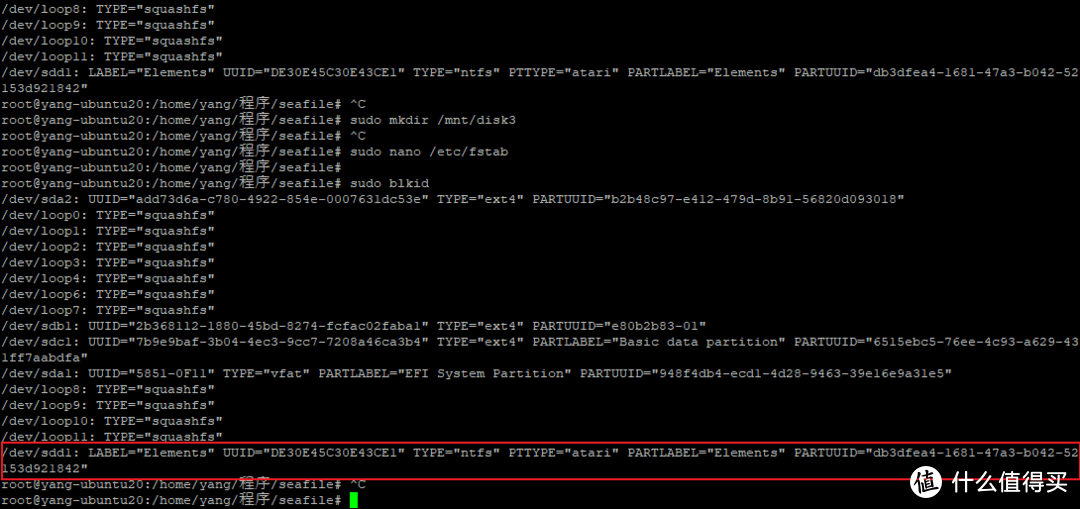 /dev/loop8: TYPE="squashfs"
/dev/loop9: TYPE="squashfs"
/dev/loop10: TYPE="squashfs"
/dev/loop11: TYPE="squashfs"
/dev/sdd1: LABEL="Elements" UUID="DE30E45C30E43CE1" TYPE="ntfs" PTTYPE="atari" PARTLABEL="Elements" PARTUUID="db3dfea4-1681-47a3-b042-52
153d921842"
root@yang-ubuntu20:/home/yang/程序/seafile# ^C
root@yang-ubuntu20:/home/yang/程序/seafile# sudo mkdir /mnt/disk3
root@yang-ubuntu20:/home/yang/程序/seafile# ^C
root@yang-ubuntu20:/home/yang/程序/seafile# sudo nano /etc/fstab
root@yang-ubuntu20:/home/yang/程序/seafile#
root@yang-ubuntu20:/home/yang/程序/seafile# sudo blkid
/dev/sda2: UUID="add73d6a-c780-4922-854e-0007631dc53e" TYPE="ext4" PARTUUID="b2b48c97-e412-479d-8b91-56820d093018"
/dev/loop0: TYPE="squashfs"
/dev/loop1: TYPE="squashfs"
/dev/loop2: TYPE="squashfs"
/dev/loop3: TYPE="squashfs"
/dev/loop4: TYPE="squashfs"
/dev/loop6: TYPE="squashfs"
/dev/loop7: TYPE="squashfs"
/dev/sdb1: UUID="2b368112-1880-45bd-8274-fcfac02faba1" TYPE="ext4" PARTUUID="e80b2b83-01"
/dev/sdc1: UUID="7b9e9baf-3b04-4ec3-9cc7-7208a46ca3b4" TYPE="ext4" PARTLABEL="Basic data partition" PARTUUID="6515ebc5-76ee-4c93-a629-43
1ff7aabdfa"
/dev/sda1: UUID="5851-0F11" TYPE="vfat" PARTLABEL="EFI System Partition" PARTUUID="948f4db4-ecd1-4d28-9463-39e16e9a31e5"
/dev/loop8: TYPE="squashfs"
/dev/loop9: TYPE="squashfs"
/dev/loop10: TYPE="squashfs"
/dev/loop11: TYPE="squashfs"
/dev/sdd1: LABEL="Elements" UUID="DE30E45C30E43CE1" TYPE="ntfs" PTTYPE="atari" PARTLABEL="Elements" PARTUUID="db3dfea4-1681-47a3-b042-52
153d921842"
root@yang-ubuntu20:/home/yang/程序/seafile# ^C
root@yang-ubuntu20:/home/yang/程序/seafile#
值 什么值得买